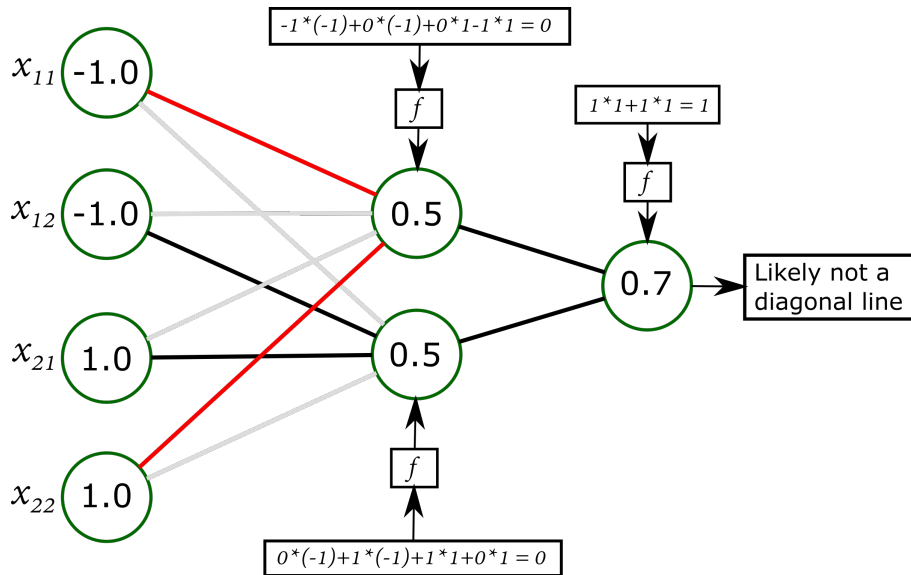 -1*(-1)+0*(-1)+0*1-1*1 = 0
x11
-1.0
f
1*1+1*1 = 1
x12
-1.0
0.5
f
0.7
Likely not a
diagonal line
x21
1.0
0.5
f
x22
1.0
0*(-1)+1*(-1)+1*1+0*1 = 0